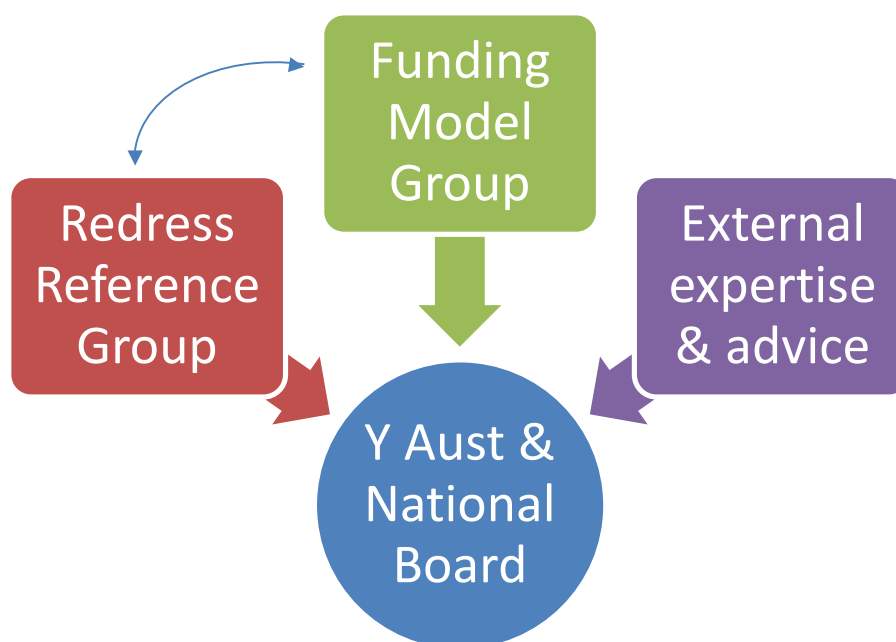 Funding
Model
Group
Redress
Reference
Group
External
expertise
& advice
Y Aust &
National
Board